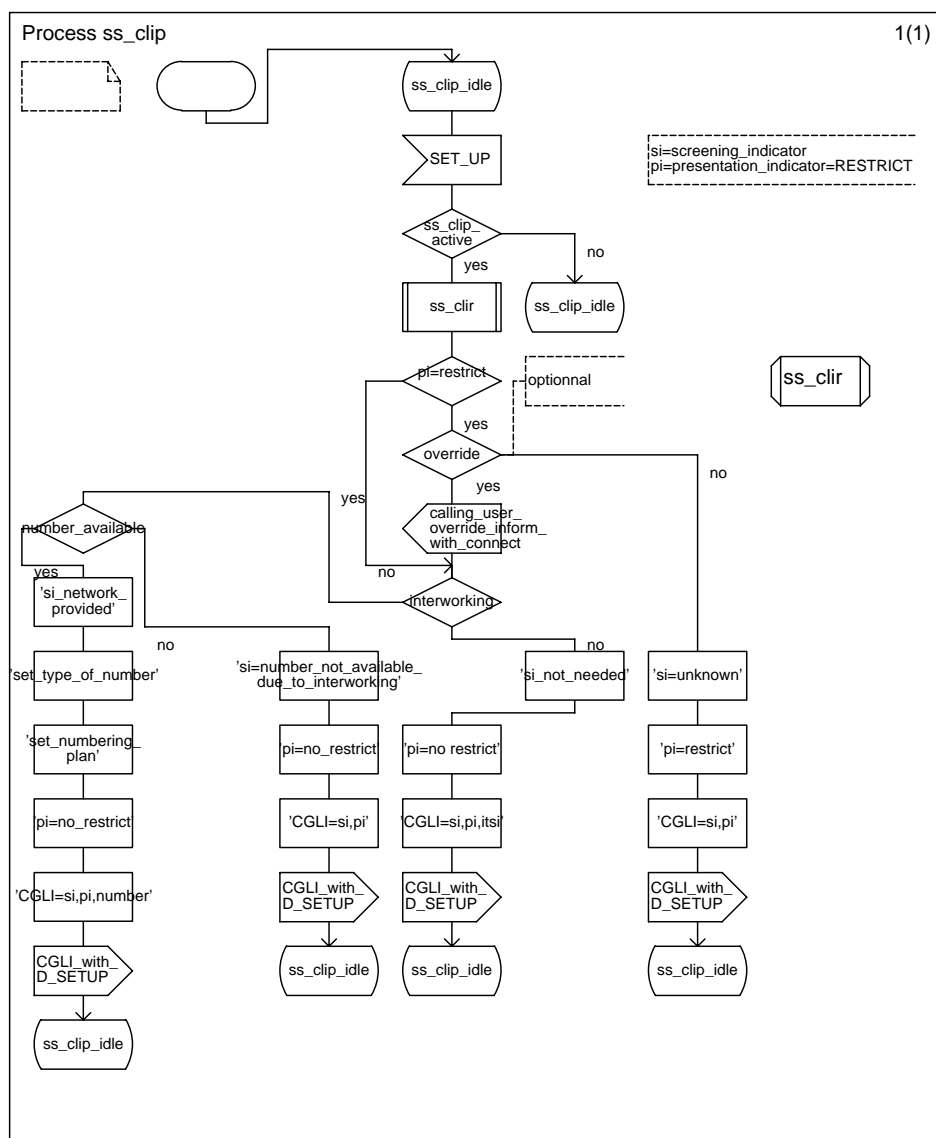 Process ss_clip
1(1)
ss_clip_idle
SET_UP
si=screening_indicator
pi=presentation_indicator=RESTRICT
ss_clip_
active
no
yes
ss_clir
ss_clip_idle
pi=restrict
optionnal
ss_clir
yes
override
no
yes
yes
number_available
calling_user_
override_inform_
with_connect
yes
no
'si_network_
provided'
interworking
no
no
'set_type_of_number'
'si=number_not_available_
due_to_interworking'
'si_not_needed'
'si=unknown'
'set_numbering_
plan'
'pi=no_restrict'
'pi=no restrict'
'pi=restrict'
'pi=no_restrict'
'CGLI=si,pi'
'CGLI=si,pi,itsi'
'CGLI=si,pi'
'CGLI=si,pi,number'
CGLI_with_
D_SETUP
CGLI_with_
D_SETUP
CGLI_with_
D_SETUP
CGLI_with_
D_SETUP
ss_clip_idle
ss_clip_idle
ss_clip_idle
ss_clip_idle